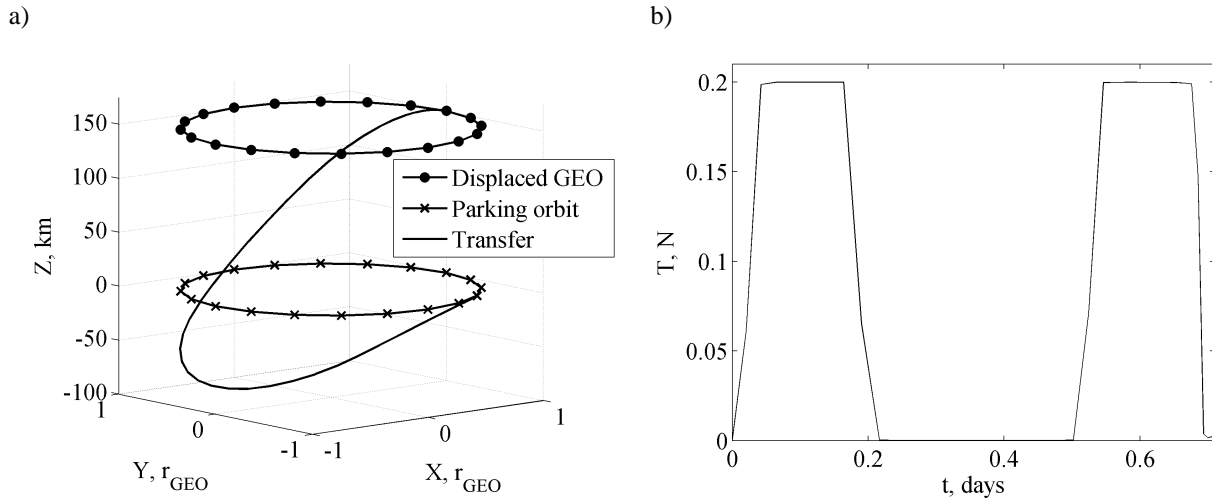 a)
150
100
50
0
-50
-100
Z, km
1
0
-1
Y, r_GEO
-1
0
1
X, r_GEO
Displaced GEO
Parking orbit
Transfer
b)
0.2
0.15
0.1
0.05
0
T, N
0
0.2
0.4
0.6
t, days